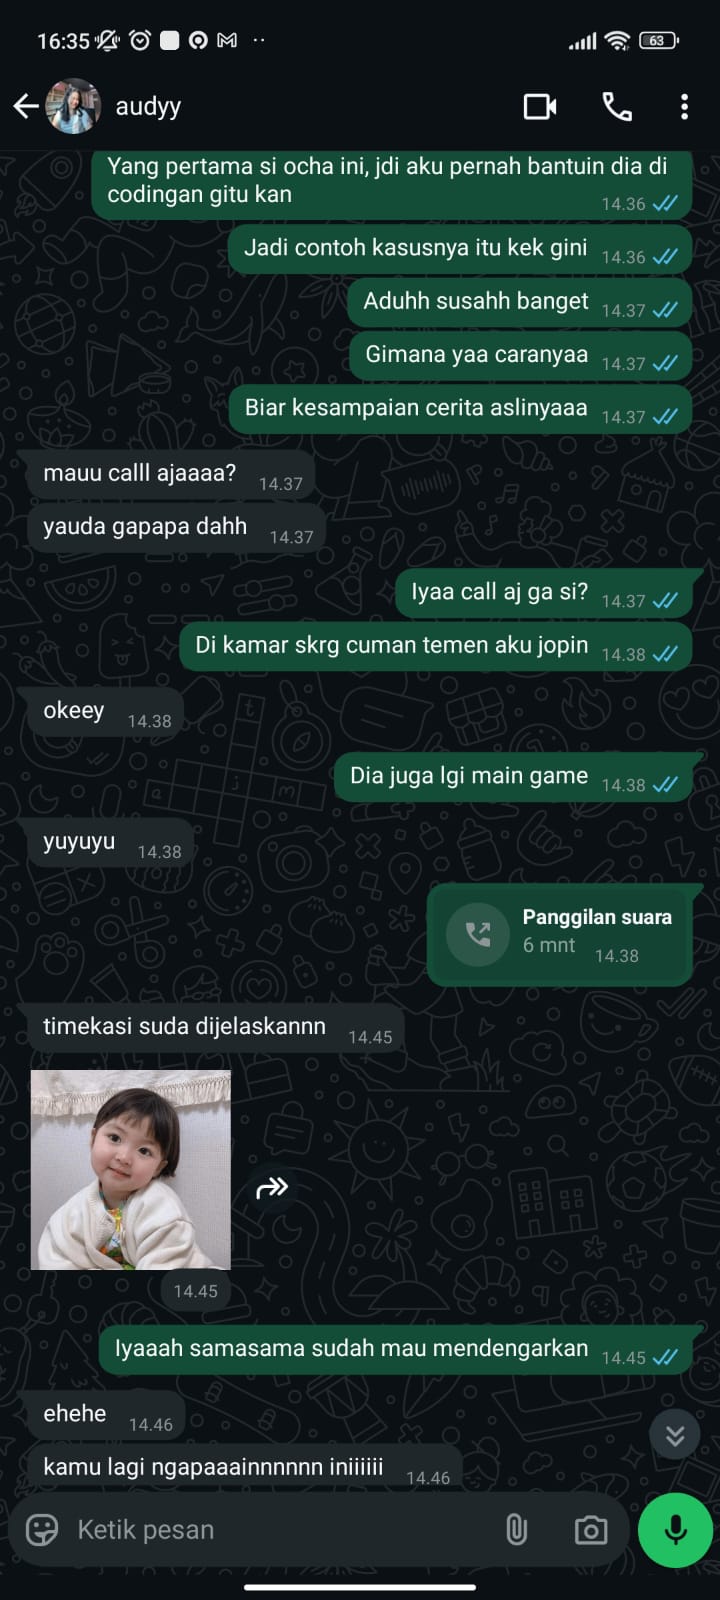 16:35
63
audyy
Yang pertama si ocha ini, jdi aku pernah bantuin dia di
codingan gitu kan
14.36
Jadi contoh kasusnya itu kek gini 14.36
Aduhh susahh banget 14.37
Gimana yaa caranyaa 14.37
Biar kesampaian cerita aslinyaaa 14.37
mauu calll ajaaaa? 14.37
yauda gapapa dahh 14.37
Iyaa call aj ga si? 14.37
Di kamar skrg cuman temen aku jopin 14.38
okeey 14.38
Dia juga lgi main game 14.38
yuyuyu 14.38
Panggilan suara
6 mnt 14.38
timekasi suda dijelaskannn 14.45
14.45
Iyaaah samasama sudah mau mendengarkan 14.45
ehehe 14.46
kamu lagi ngapaaainnnnnn iniiiiii 14.46
Ketik pesan